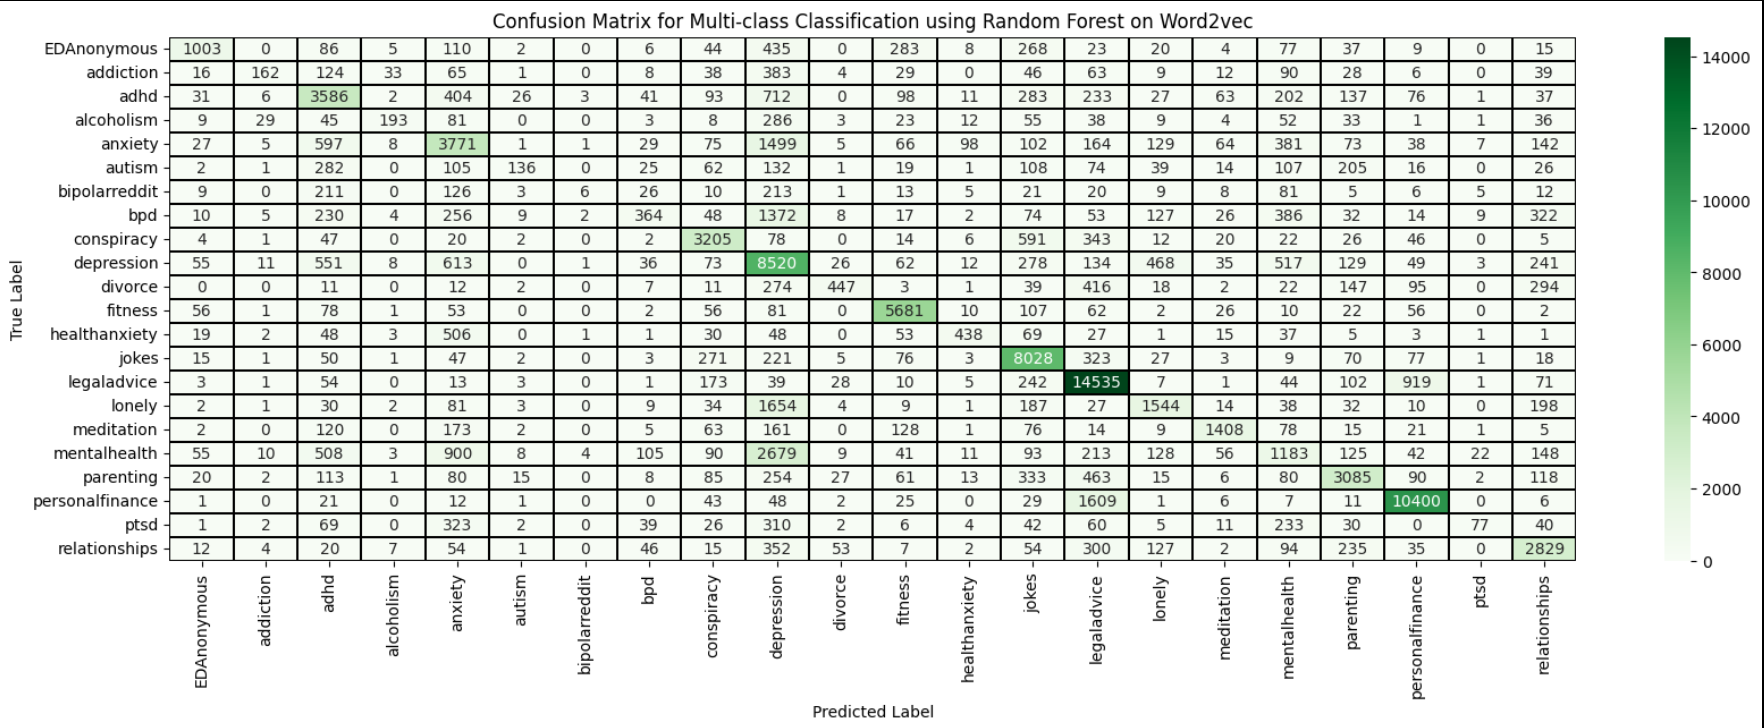 Confusion Matrix for Multi-class Classification using Random Forest on Word2vec
True Label
EDAnonymous 1003 0 86 5 110 2 0 6 44 435 0 283 8 268 23 20 4 77 37 9 0 15
addiction 16 162 124 33 65 1 0 8 38 383 4 29 0 46 63 9 12 90 28 6 0 39
adhd 31 6 3586 2 404 26 3 41 93 712 0 98 11 283 233 27 63 202 137 76 1 37
alcoholism 9 29 45 193 81 0 0 3 8 286 3 23 12 55 38 9 4 52 33 1 1 36
anxiety 27 5 597 8 3771 1 1 29 75 1499 5 66 98 102 164 129 64 381 73 38 7 142
autism 2 1 282 0 105 136 0 25 62 132 1 19 1 108 74 39 14 107 205 16 0 26
bipolarreddit 9 0 211 0 126 3 6 26 10 213 1 13 5 21 20 9 8 81 5 6 5 12
bpd 10 5 230 4 256 9 2 364 48 1372 8 17 2 74 53 127 26 386 32 14 9 322
conspiracy 4 1 47 0 20 2 0 2 3205 78 0 14 6 591 343 12 20 22 26 46 0 5
depression 55 11 551 8 613 0 1 36 73 8520 26 62 12 278 134 468 35 517 129 49 3 241
divorce 0 0 11 0 12 2 0 7 11 274 447 3 1 39 416 18 2 22 147 95 0 294
fitness 56 1 78 1 53 0 0 2 56 81 0 5681 10 107 62 2 26 10 22 56 0 2
healthanxiety 19 2 48 3 506 0 1 1 30 48 0 53 438 69 27 1 15 37 5 3 1 1
jokes 15 1 50 1 47 2 0 3 271 221 5 76 3 8028 323 27 3 9 70 77 1 18
legaladvice 3 1 54 0 13 3 0 1 173 39 28 10 5 242 14535 7 1 44 102 919 1 71
lonely 2 1 30 2 81 3 0 9 34 1654 4 9 1 187 27 1544 14 38 32 10 0 198
meditation 2 0 120 0 173 2 0 5 63 161 0 128 1 76 14 9 1408 78 15 21 1 5
mentalhealth 55 10 508 3 900 8 4 105 90 2679 9 41 11 93 213 128 56 1183 125 42 22 148
parenting 20 2 113 1 80 15 0 8 85 254 27 61 13 333 463 15 6 80 3085 90 2 118
personalfinance 1 0 21 0 12 1 0 0 43 48 2 25 0 29 1609 1 6 7 11 10400 0 6
ptsd 1 2 69 0 323 2 0 39 26 310 2 6 4 42 60 5 11 233 30 0 77 40
relationships 12 4 20 7 54 1 0 46 15 352 53 7 2 54 300 127 2 94 235 35 0 2829
EDAnonymous
addiction
adhd
alcoholism
anxiety
autism
bipolarreddit
bpd
conspiracy
depression
divorce
fitness
healthanxiety
jokes
legaladvice
lonely
meditation
mentalhealth
parenting
personalfinance
ptsd
relationships
Predicted Label
14000
12000
10000
8000
6000
4000
2000
0